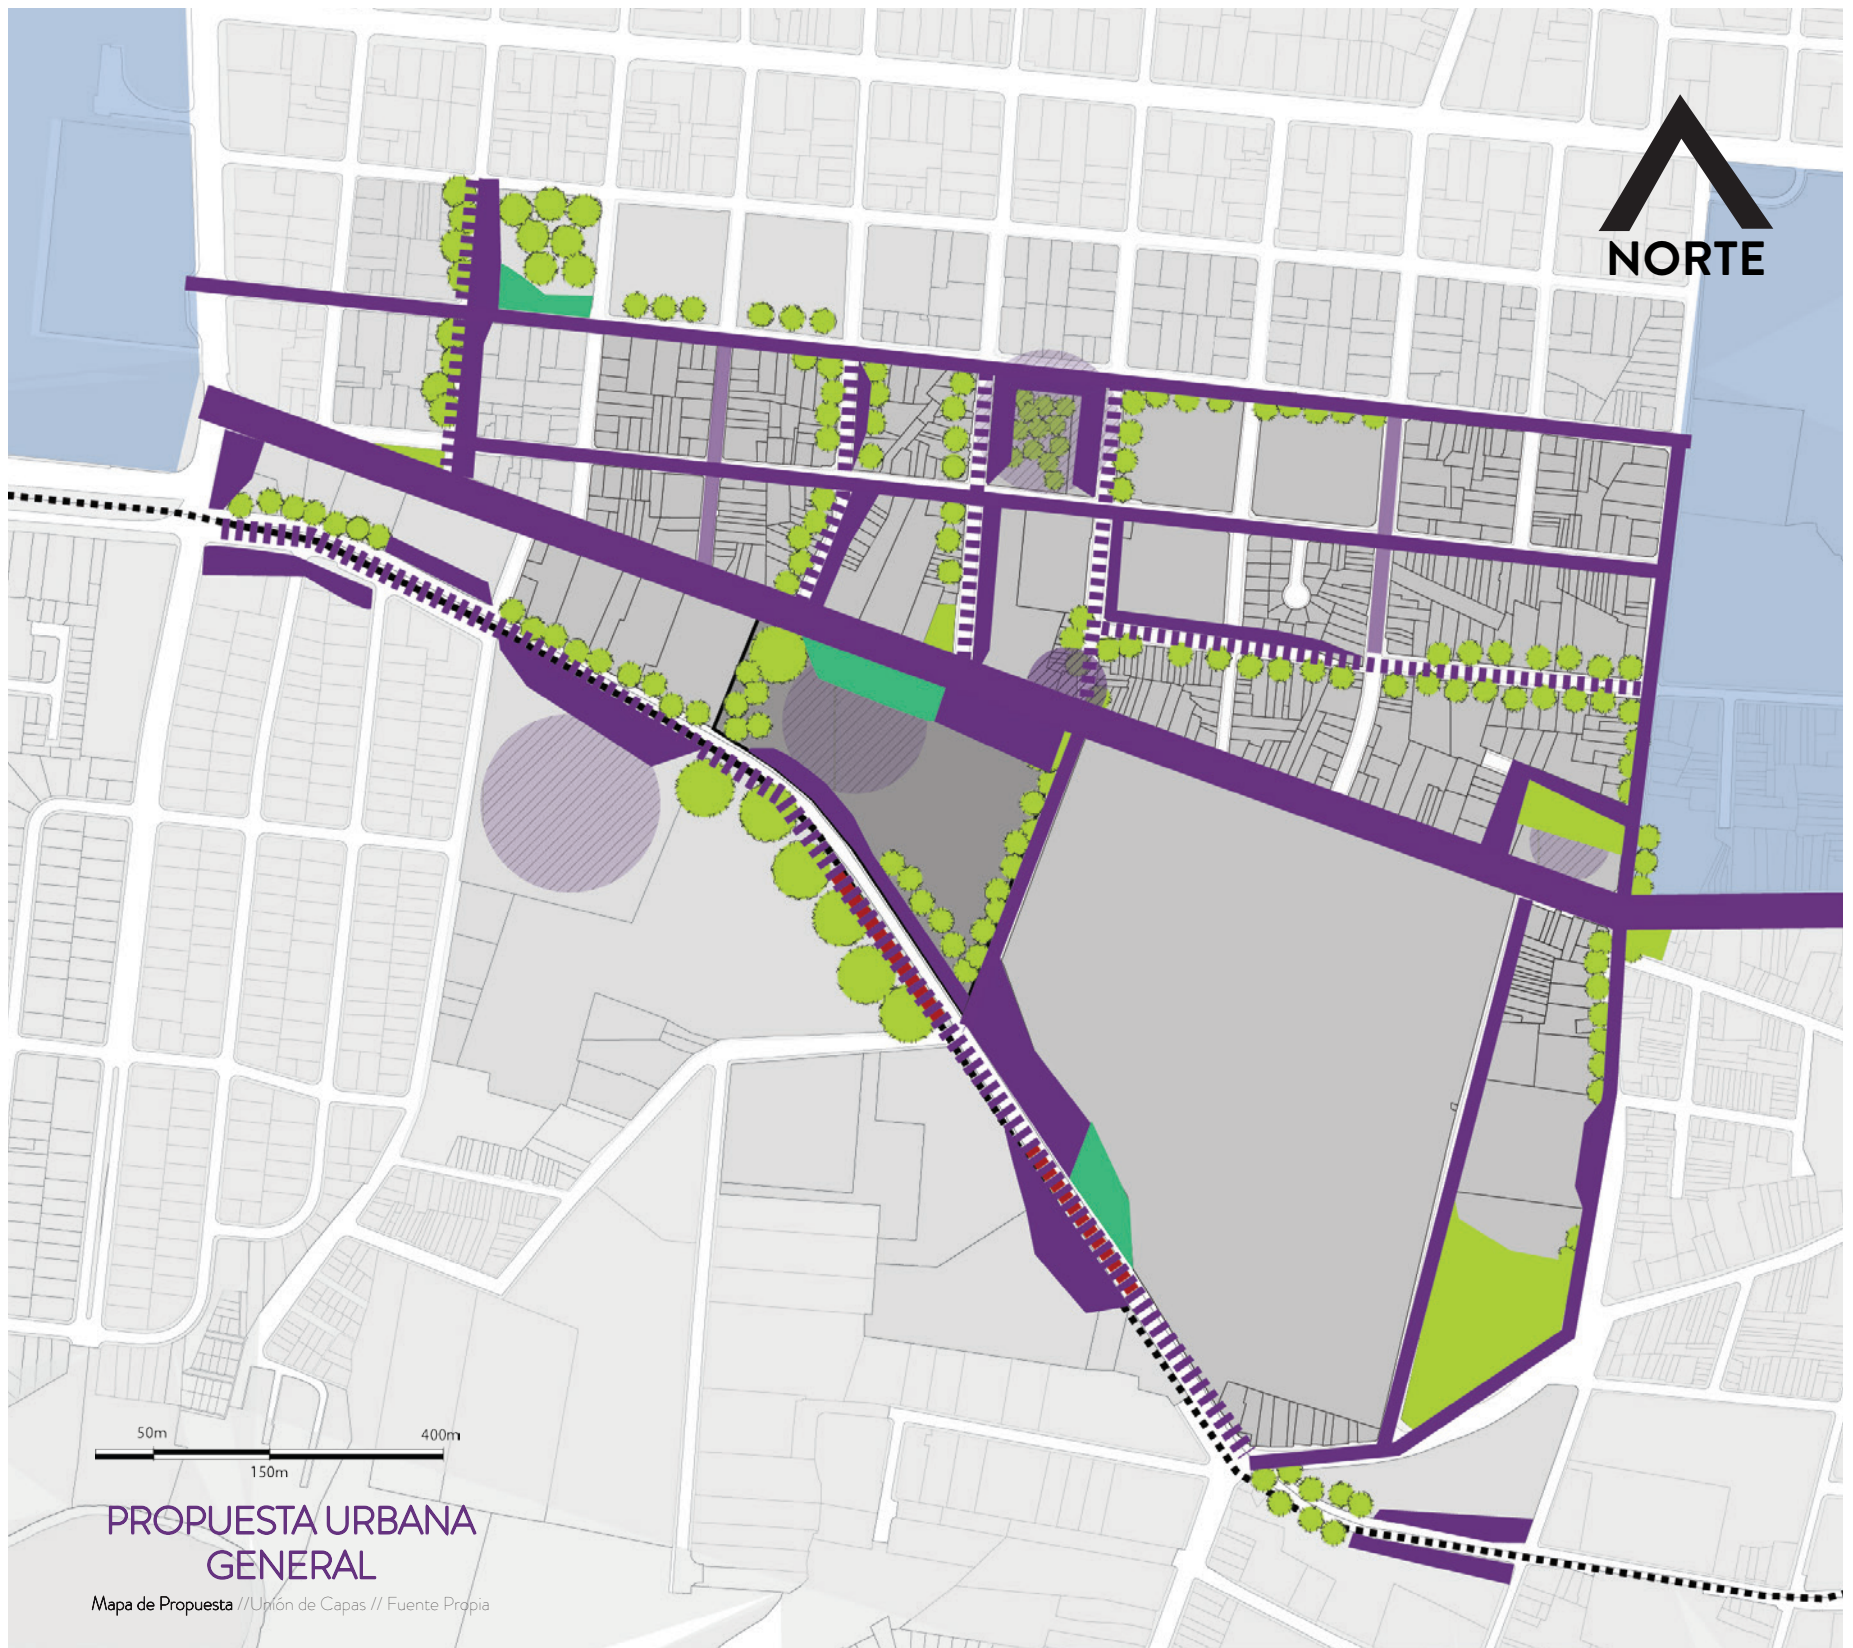 NORTE
50m
400m
150m
PROPUESTA URBANA
GENERAL
Mapa de Propuesta //Unión de Capas // Fuente Propia